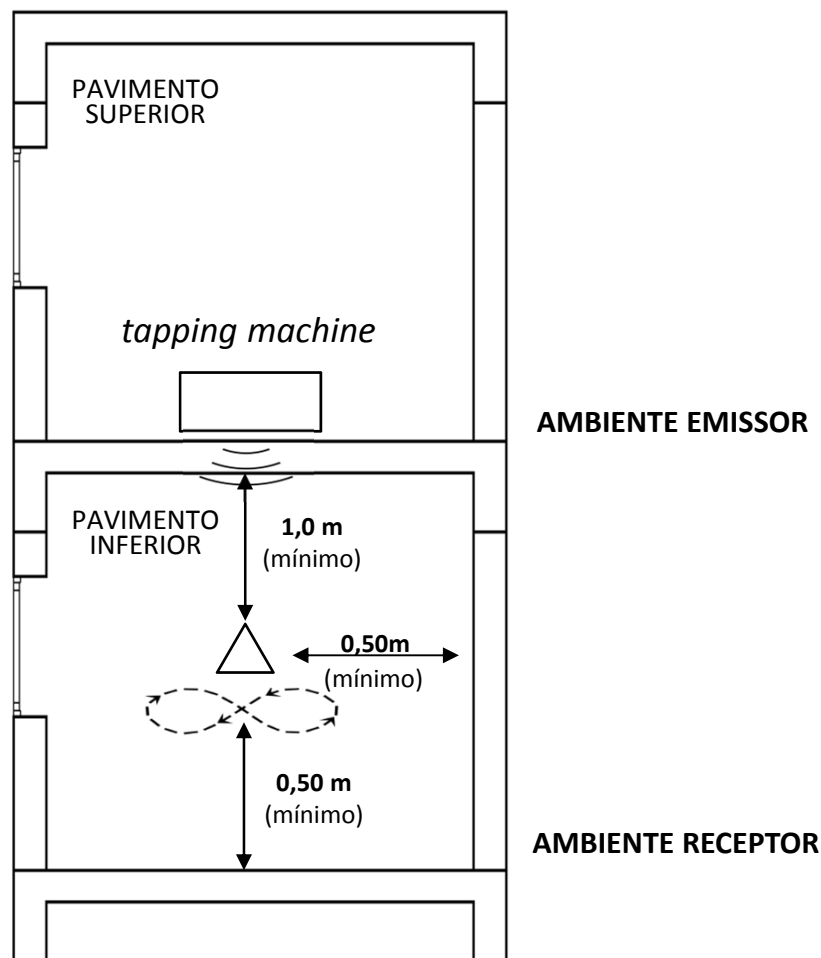 PAVIMENTO
SUPERIOR
tapping machine
AMBIENTE EMISSOR
PAVIMENTO
INFERIOR
1,0 m
(mínimo)
0,50m
(mínimo)
0,50 m
(mínimo)
AMBIENTE RECEPTOR